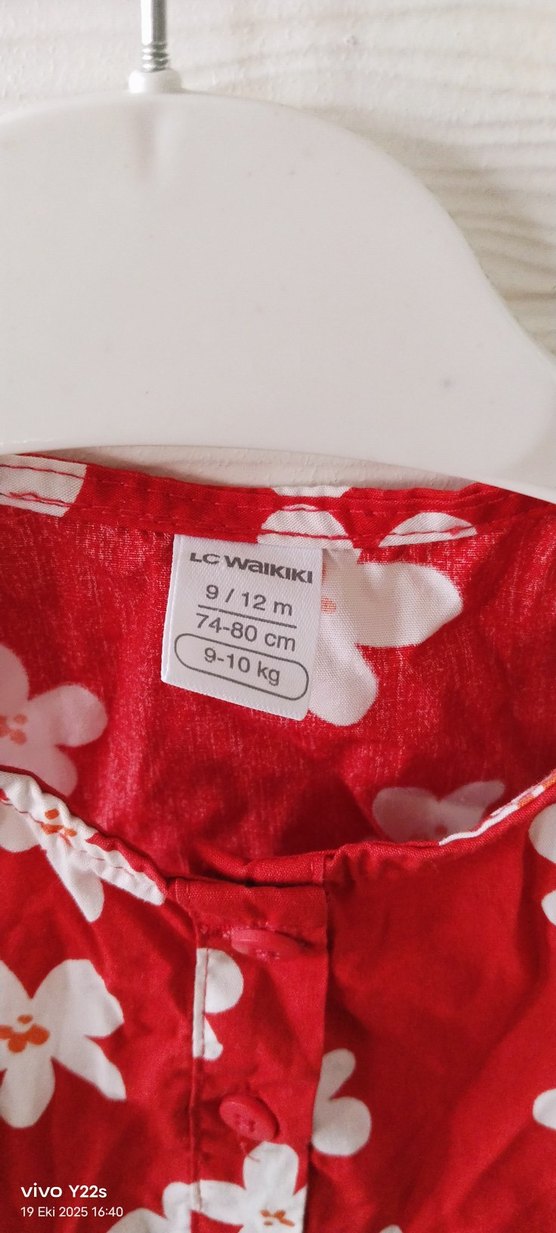 LC WAIKIKI
9 / 12 m
74-80 cm
9-10 kg
vivo Y22s
19 Eki 2025 16:40